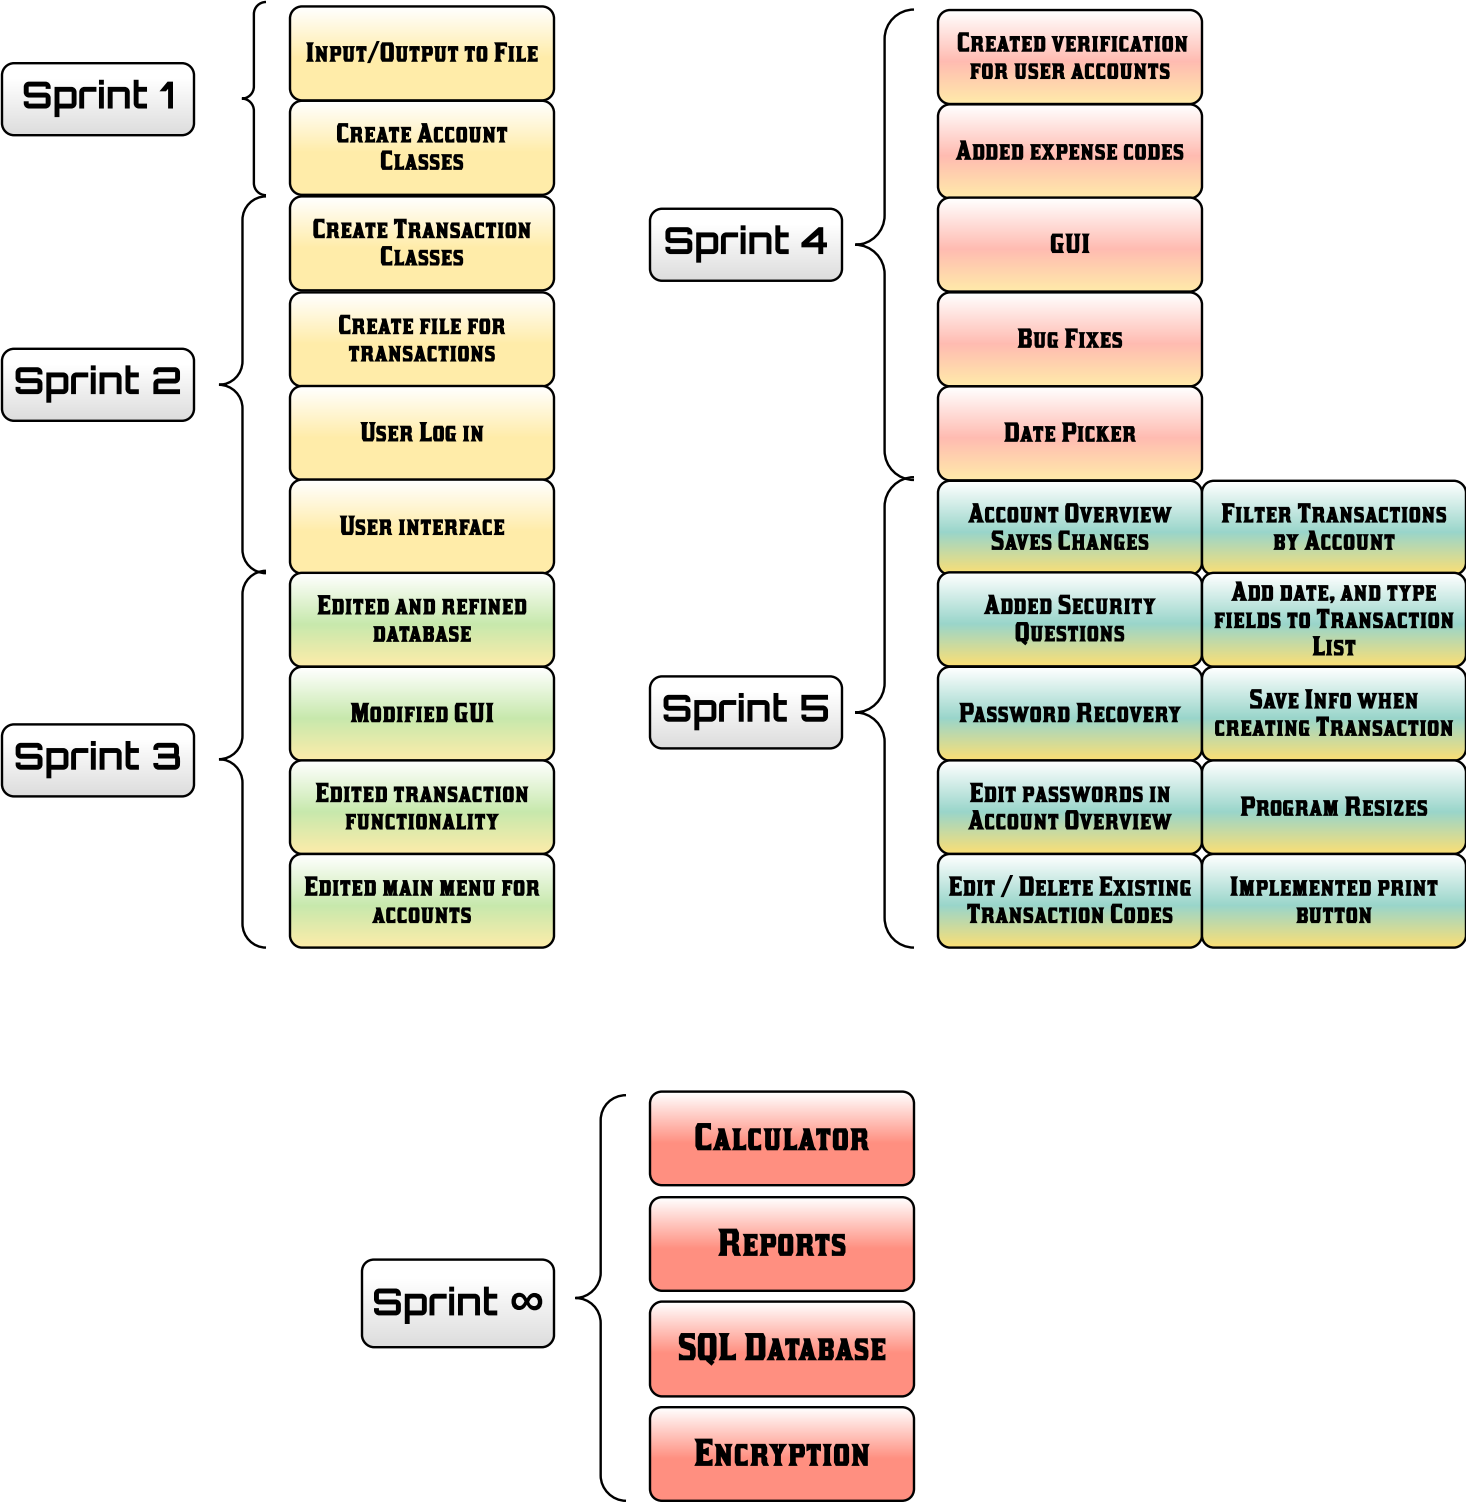 Sprint 1
Input/Output to File
Create Account
Classes
Sprint 2
Create Transaction
Classes
Create file for
transactions
User Log in
User interface
Sprint 3
Edited and refined
database
Modified GUI
Edited transaction
functionality
Edited main menu for
accounts
Sprint 4
Created verification
for user accounts
Added expense codes
GUI
Bug Fixes
Date Picker
Sprint 5
Account Overview
Saves Changes
Filter Transactions
by Account
Added Security
Questions
Add date, and type
fields to Transaction
List
Password Recovery
Save Info when
creating Transaction
Edit passwords in
Account Overview
Program Resizes
Edit / Delete Existing
Transaction Codes
Implemented print
button
Sprint ∞
Calculator
Reports
SQL Database
Encryption